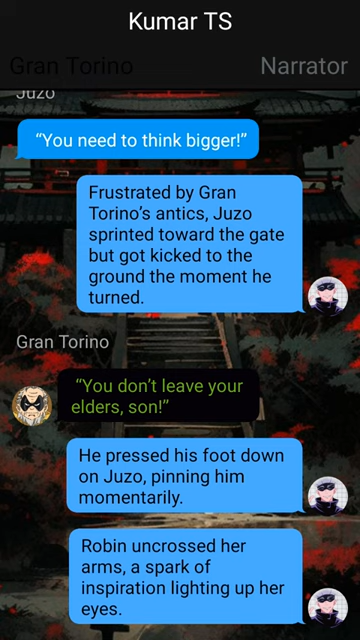 Kumar TS
Gran Torino
Narrator
Juzo
“You need to think bigger!”
Frustrated by Gran
Torino’s antics, Juzo
sprinted toward the gate
but got kicked to the
ground the moment he
turned.
Gran Torino
“You don’t leave your
elders, son!”
He pressed his foot down
on Juzo, pinning him
momentarily.
Robin uncrossed her
arms, a spark of
inspiration lighting up her
eyes.